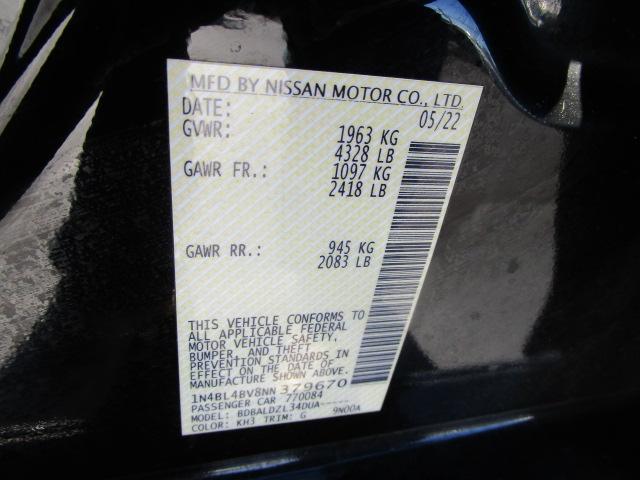 MFD BY NISSAN MOTOR CO., LTD.
DATE: 05/22
GVWR: 1963 KG
4328 LB
GAWR FR.: 1097 KG
2418 LB
GAWR RR.: 945 KG
2083 LB
THIS VEHICLE CONFORMS TO
ALL APPLICABLE FEDERAL
MOTOR VEHICLE SAFETY,
BUMPER, AND THEFT
PREVENTION STANDARDS IN
EFFECT ON THE DATE OF
MANUFACTURE SHOWN ABOVE.
1N4BL4BV8NN 379670
PASSENGER CAR 770084
MODEL: BDBALDZL34DUA----- 9N00A
COLOR: KH3 TRIM: G